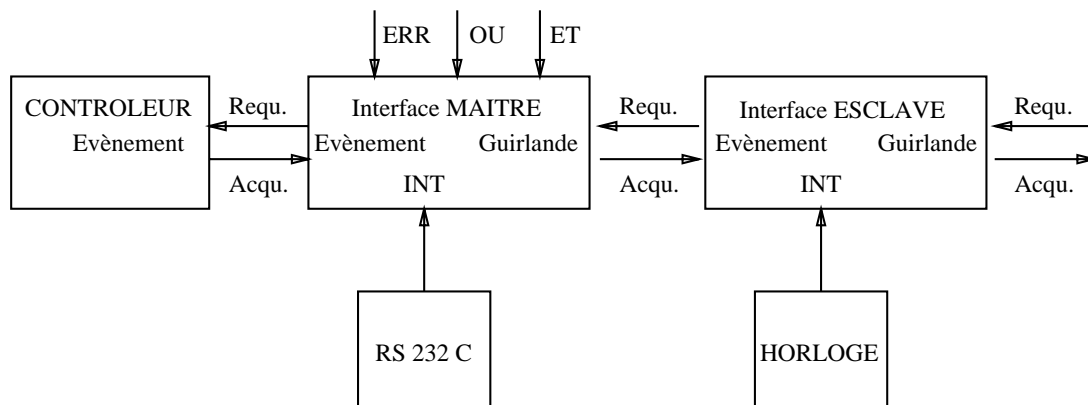 ERR
OU
ET
CONTROLEUR
Evènement
Requ.
Acqu.
Interface MAITRE
Evènement
Guirlande
INT
Requ.
Acqu.
Interface ESCLAVE
Evènement
Guirlande
INT
Requ.
Acqu.
RS 232 C
HORLOGE